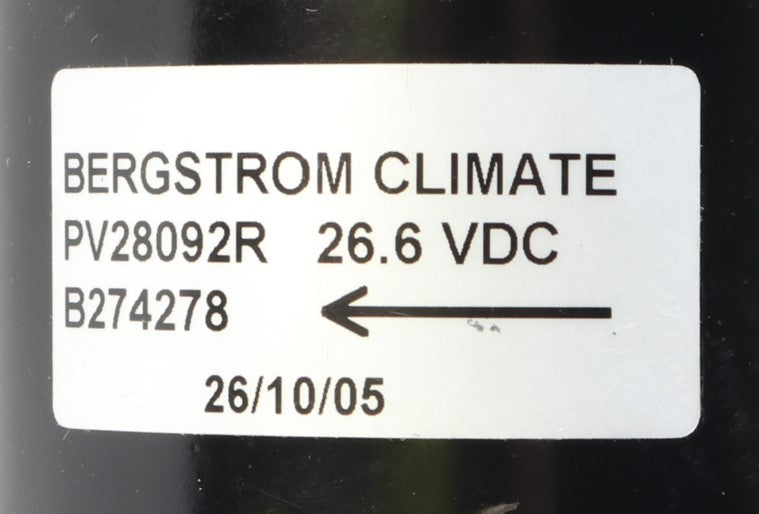 BERGSTROM CLIMATE
PV28092R 26.6 VDC
B274278
26/10/05